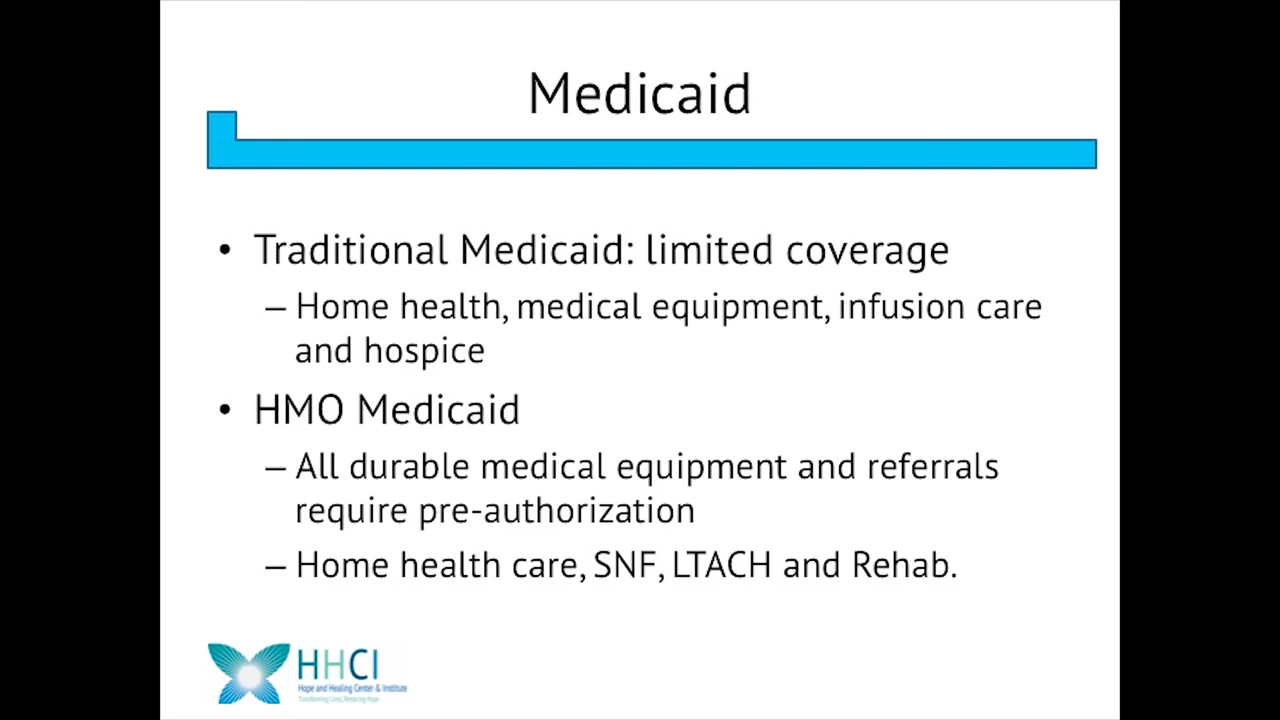 Medicaid
• Traditional Medicaid: limited coverage
– Home health, medical equipment, infusion care
and hospice
• HMO Medicaid
– All durable medical equipment and referrals
require pre-authorization
– Home health care, SNF, LTACH and Rehab.
HHCI
Hope and Healing Center & Institute
Transforming Lives, Restoring Hope